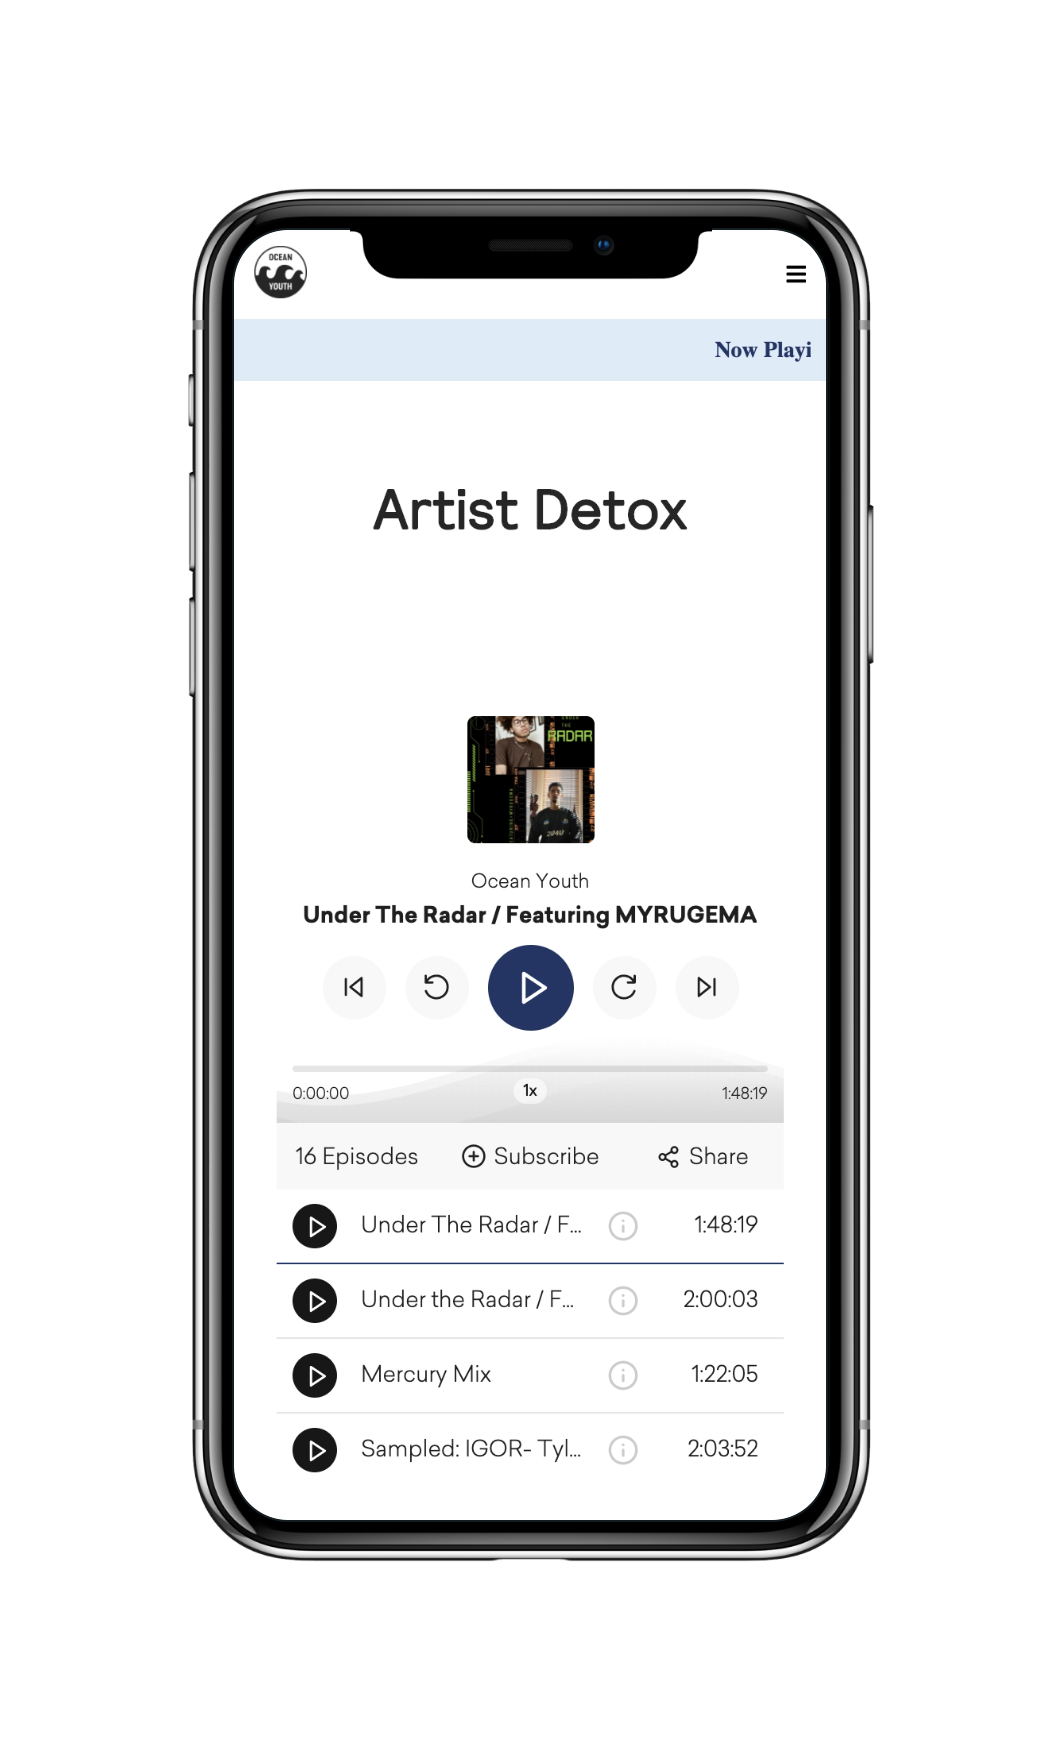 OCEAN
YOUTH
Now Playi
Artist Detox
UNDER
THE
RADAR
Ocean Youth
Under The Radar / Featuring MYRUGEMA
0:00:00
1x
1:48:19
16 Episodes
Subscribe
Share
Under The Radar / F...
1:48:19
Under the Radar / F...
2:00:03
Mercury Mix
1:22:05
Sampled: IGOR- Tyl...
2:03:52